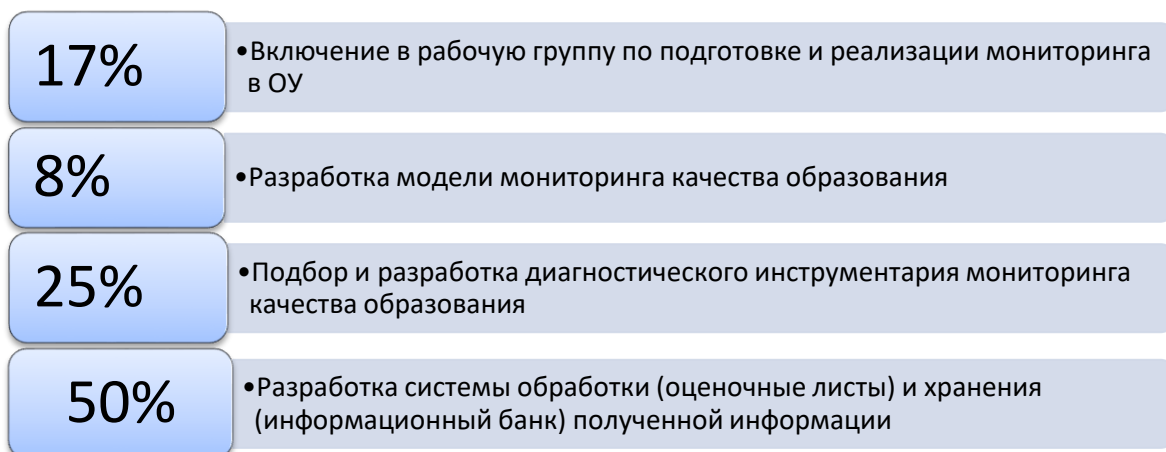 17%
•Включение в рабочую группу по подготовке и реализации мониторинга
в ОУ
8%
•Разработка модели мониторинга качества образования
25%
•Подбор и разработка диагностического инструментария мониторинга
качества образования
50%
•Разработка системы обработки (оценочные листы) и хранения
(информационный банк) полученной информации